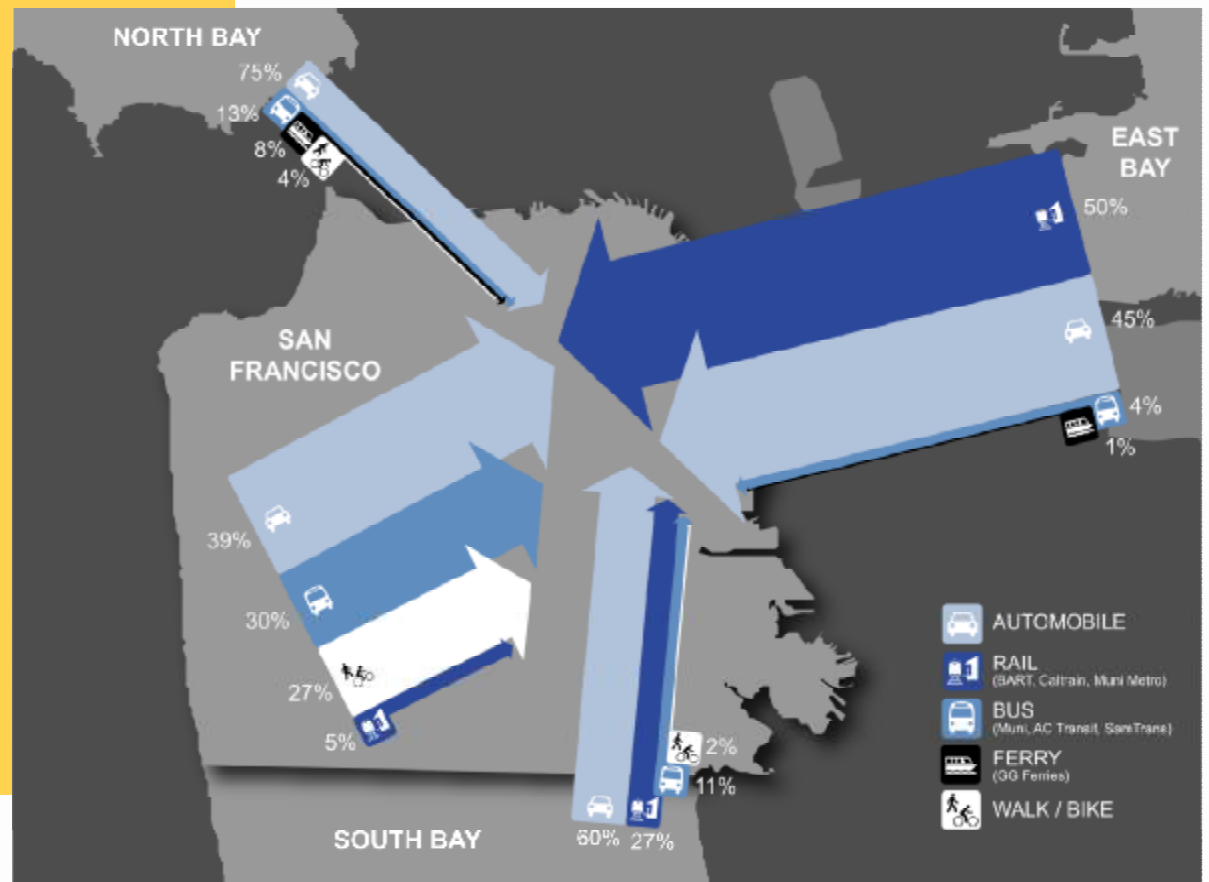 NORTH BAY
75%
13%
8%
4%
EAST
BAY
50%
45%
4%
1%
SAN
FRANCISCO
39%
30%
27%
5%
2%
11%
60%
27%
SOUTH BAY
AUTOMOBILE
RAIL
(BART, Caltrain, Muni Metro)
BUS
(Muni, AC Transit, SamTrans)
FERRY
(GG Ferries)
WALK / BIKE